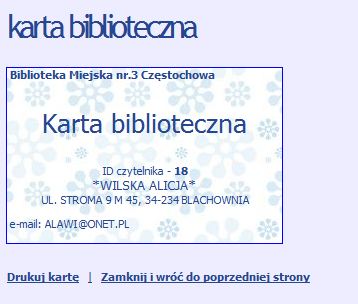 karta biblioteczna
Biblioteka Miejska nr.3 Częstochowa
Karta biblioteczna
ID czytelnika - 18
*WILSKA ALICJA*
UL. STROMA 9 M 45, 34-234 BLACHOWNIA
e-mail: ALAWI@ONET.PL
Drukuj kartę | Zamknij i wróć do poprzedniej strony